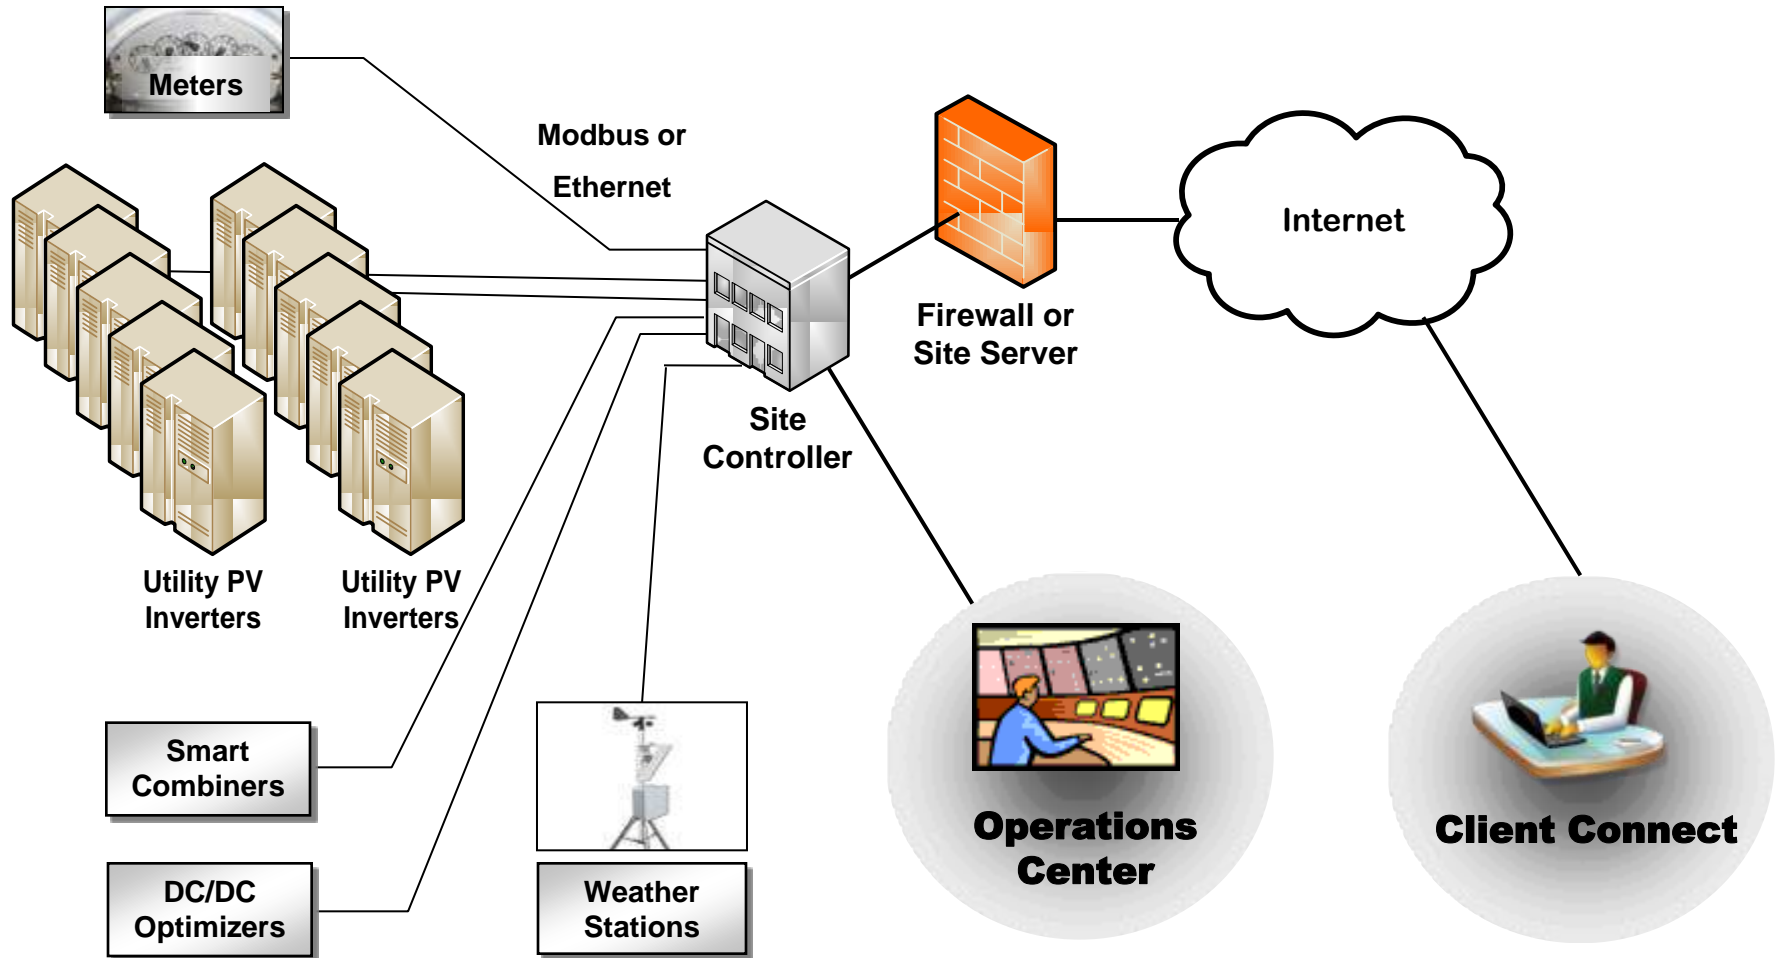 Meters
Modbus or
Ethernet
Internet
Firewall or
Site Server
Site
Controller
Utility PV
Inverters
Utility PV
Inverters
Smart
Combiners
DC/DC
Optimizers
Weather
Stations
Operations
Center
Client Connect